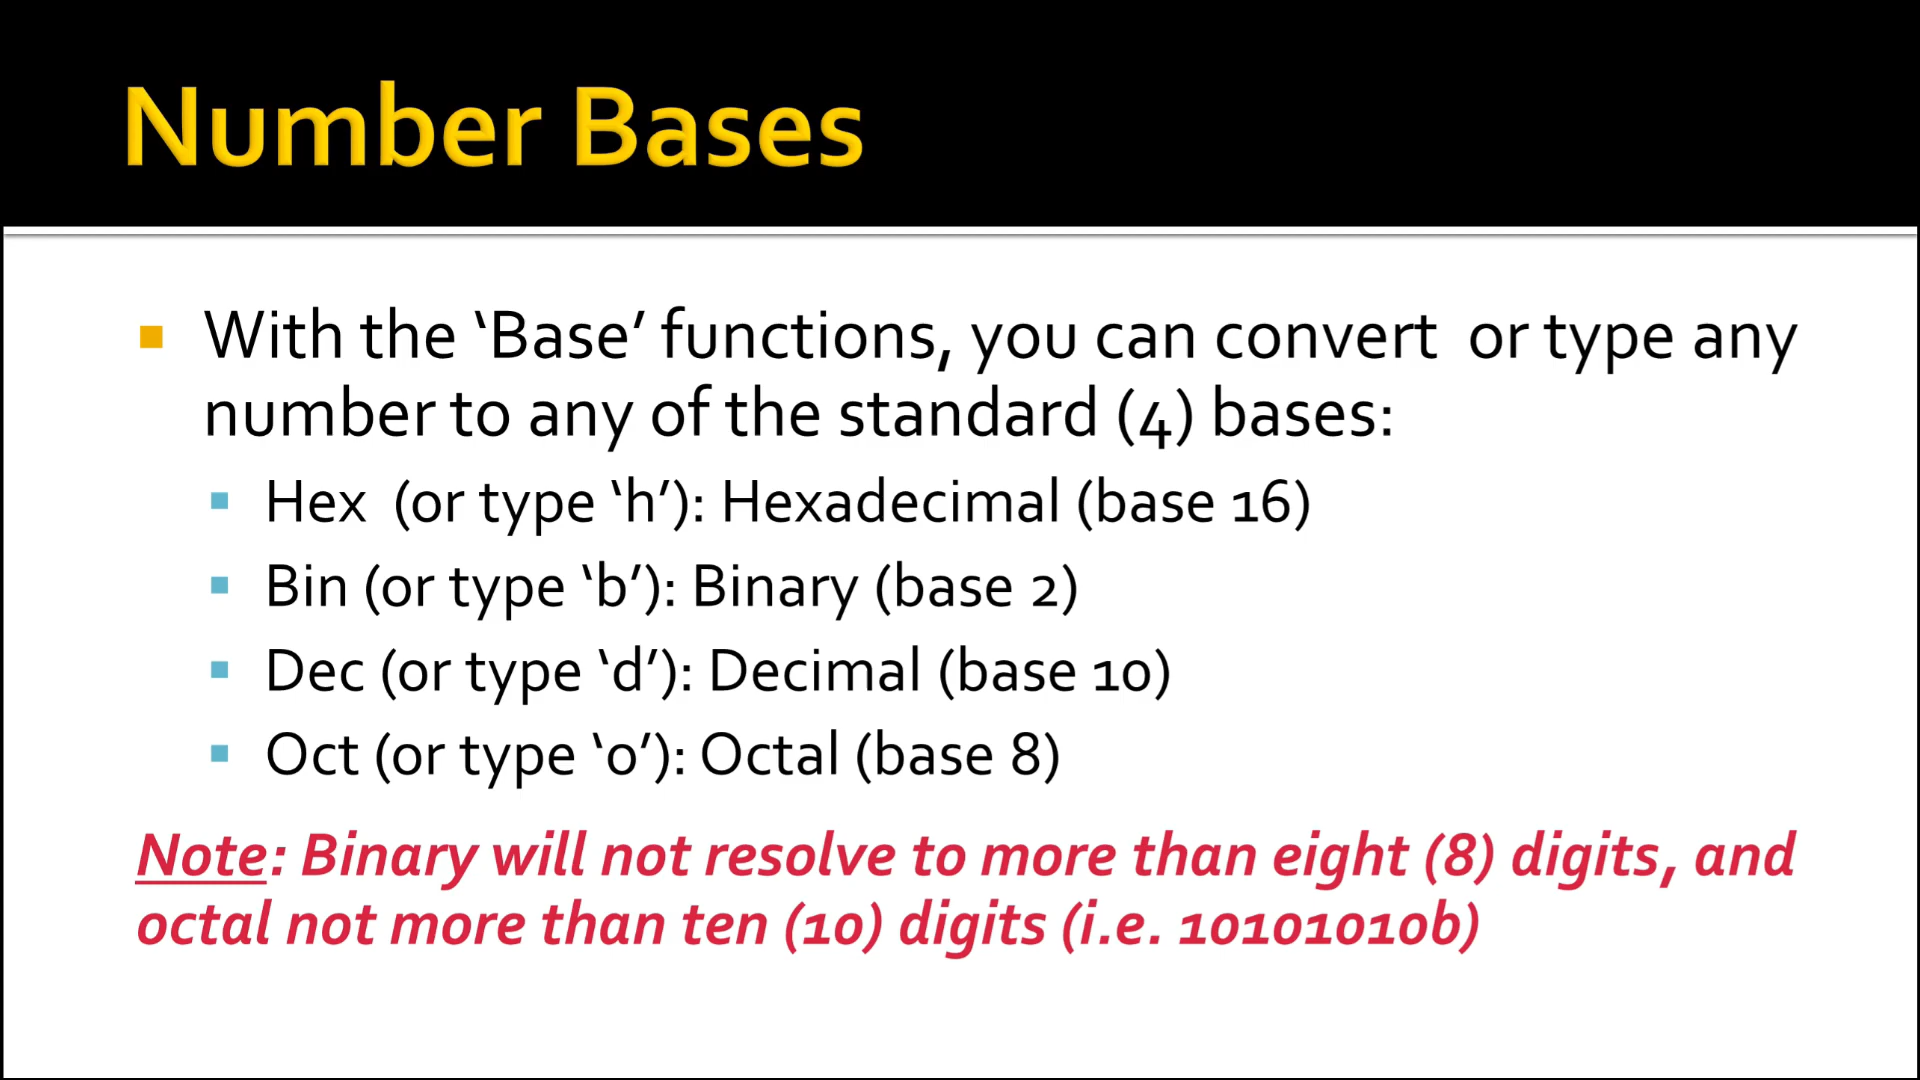 Number Bases
With the ‘Base’ functions, you can convert  or type any
number to any of the standard (4) bases:
Hex  (or type ‘h’): Hexadecimal (base 16)
Bin (or type ‘b’): Binary (base 2)
Dec (or type ‘d’): Decimal (base 10)
Oct (or type ‘o’): Octal (base 8)
Note: Binary will not resolve to more than eight (8) digits, and
octal not more than ten (10) digits (i.e. 10101010b)